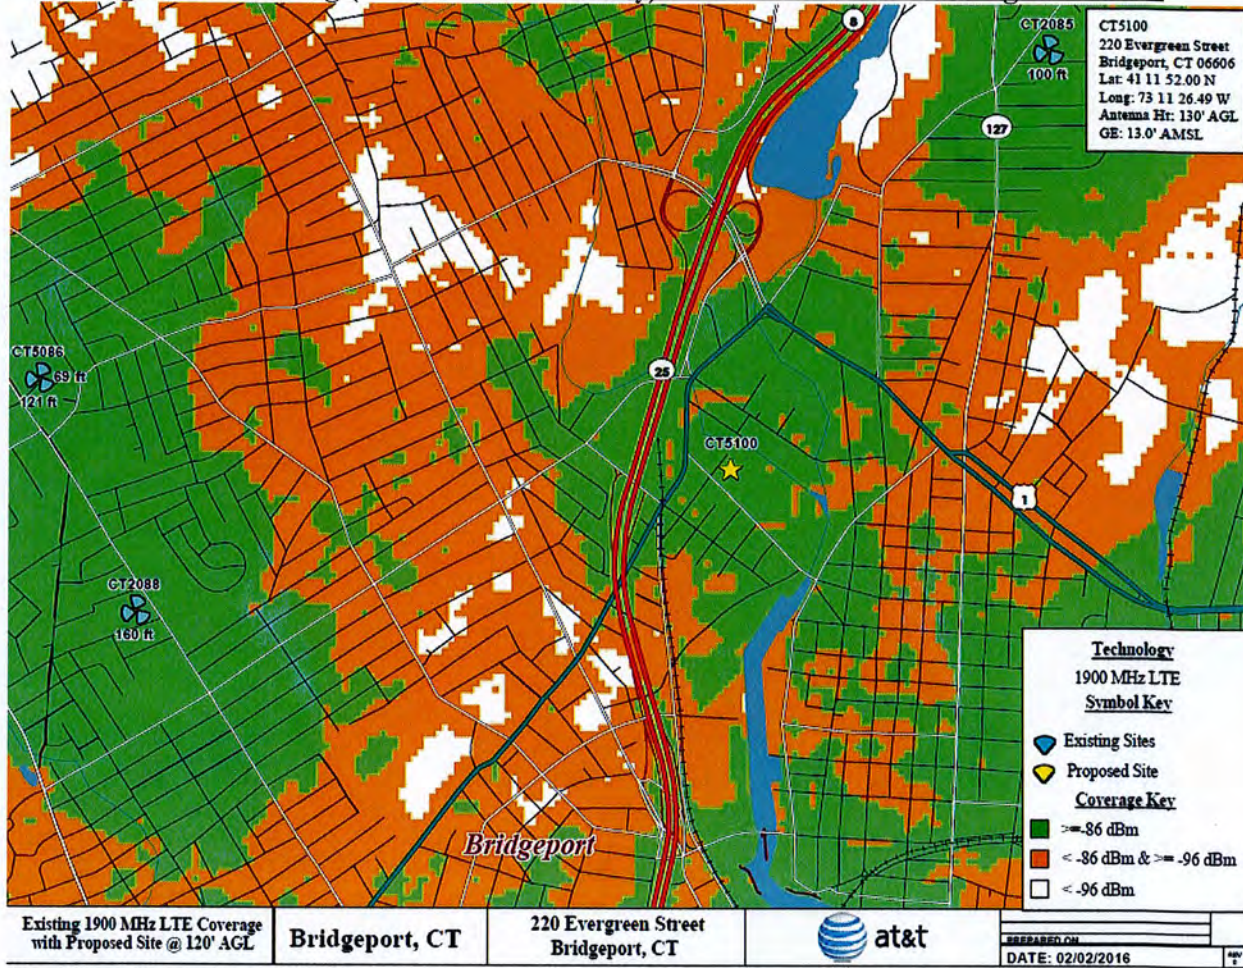 CT2085
100 ft
CT5100
220 Evergreen Street
Bridgeport, CT 06606
Lat: 41 11 52.00 N
Long: 73 11 26.49 W
Antenna Ht: 130' AGL
GE: 13.0' AMSL
8
127
CT5086
69 ft
121 ft
25
CT5100
1
CT2088
160 ft
Bridgeport
Technology
1900 MHz LTE
Symbol Key
Existing Sites
Proposed Site
Coverage Key
>=-86 dBm
< -86 dBm & >= -96 dBm
< -96 dBm
Existing 1900 MHz LTE Coverage
with Proposed Site @ 120' AGL
Bridgeport, CT
220 Evergreen Street
Bridgeport, CT
at&t
PREPARED ON
DATE: 02/02/2016